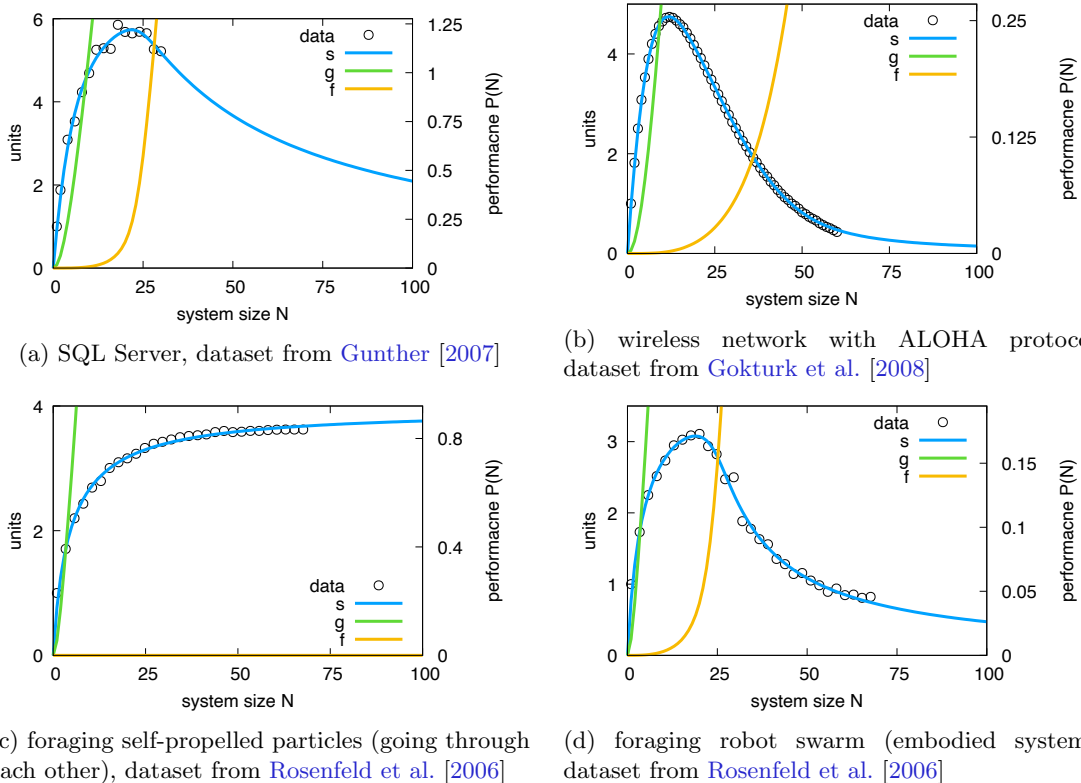 data
s
g
f
6
4
2
0
units
1.25
1
0.75
0.5
0.25
0
performacne P(N)
0
25
50
75
100
system size N
(a) SQL Server, dataset from Gunther [2007]
data
s
g
f
4
2
0
units
0.25
0.125
0
performacne P(N)
0
25
50
75
100
system size N
(b) wireless network with ALOHA protoco
dataset from Gokturk et al. [2008]
data
s
g
f
4
2
0
units
0.8
0.4
0
performacne P(N)
0
25
50
75
100
system size N
c) foraging self-propelled particles (going through
ach other), dataset from Rosenfeld et al. [2006]
data
s
g
f
3
2
1
0
units
0.15
0.1
0.05
0
performacne P(N)
0
25
50
75
100
system size N
(d) foraging robot swarm (embodied system
dataset from Rosenfeld et al. [2006]